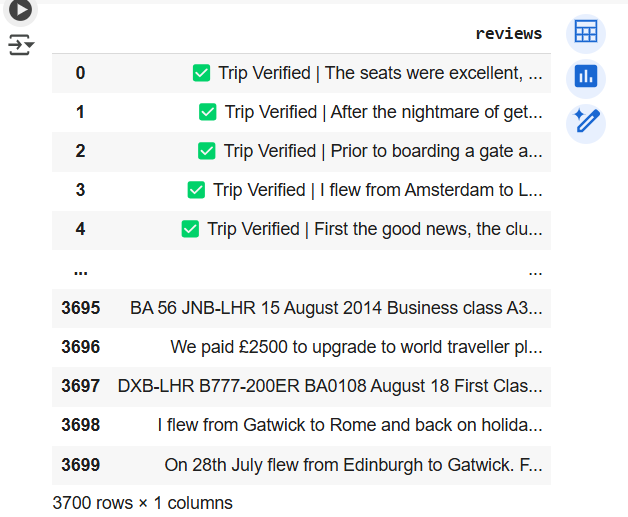 reviews
0 ✅ Trip Verified | The seats were excellent, ...
1 ✅ Trip Verified | After the nightmare of get...
2 ✅ Trip Verified | Prior to boarding a gate a...
3 ✅ Trip Verified | I flew from Amsterdam to L...
4 ✅ Trip Verified | First the good news, the clu...
... ...
3695 BA 56 JNB-LHR 15 August 2014 Business class A3...
3696 We paid £2500 to upgrade to world traveller pl...
3697 DXB-LHR B777-200ER BA0108 August 18 First Clas...
3698 I flew from Gatwick to Rome and back on holida...
3699 On 28th July flew from Edinburgh to Gatwick. F...
3700 rows × 1 columns